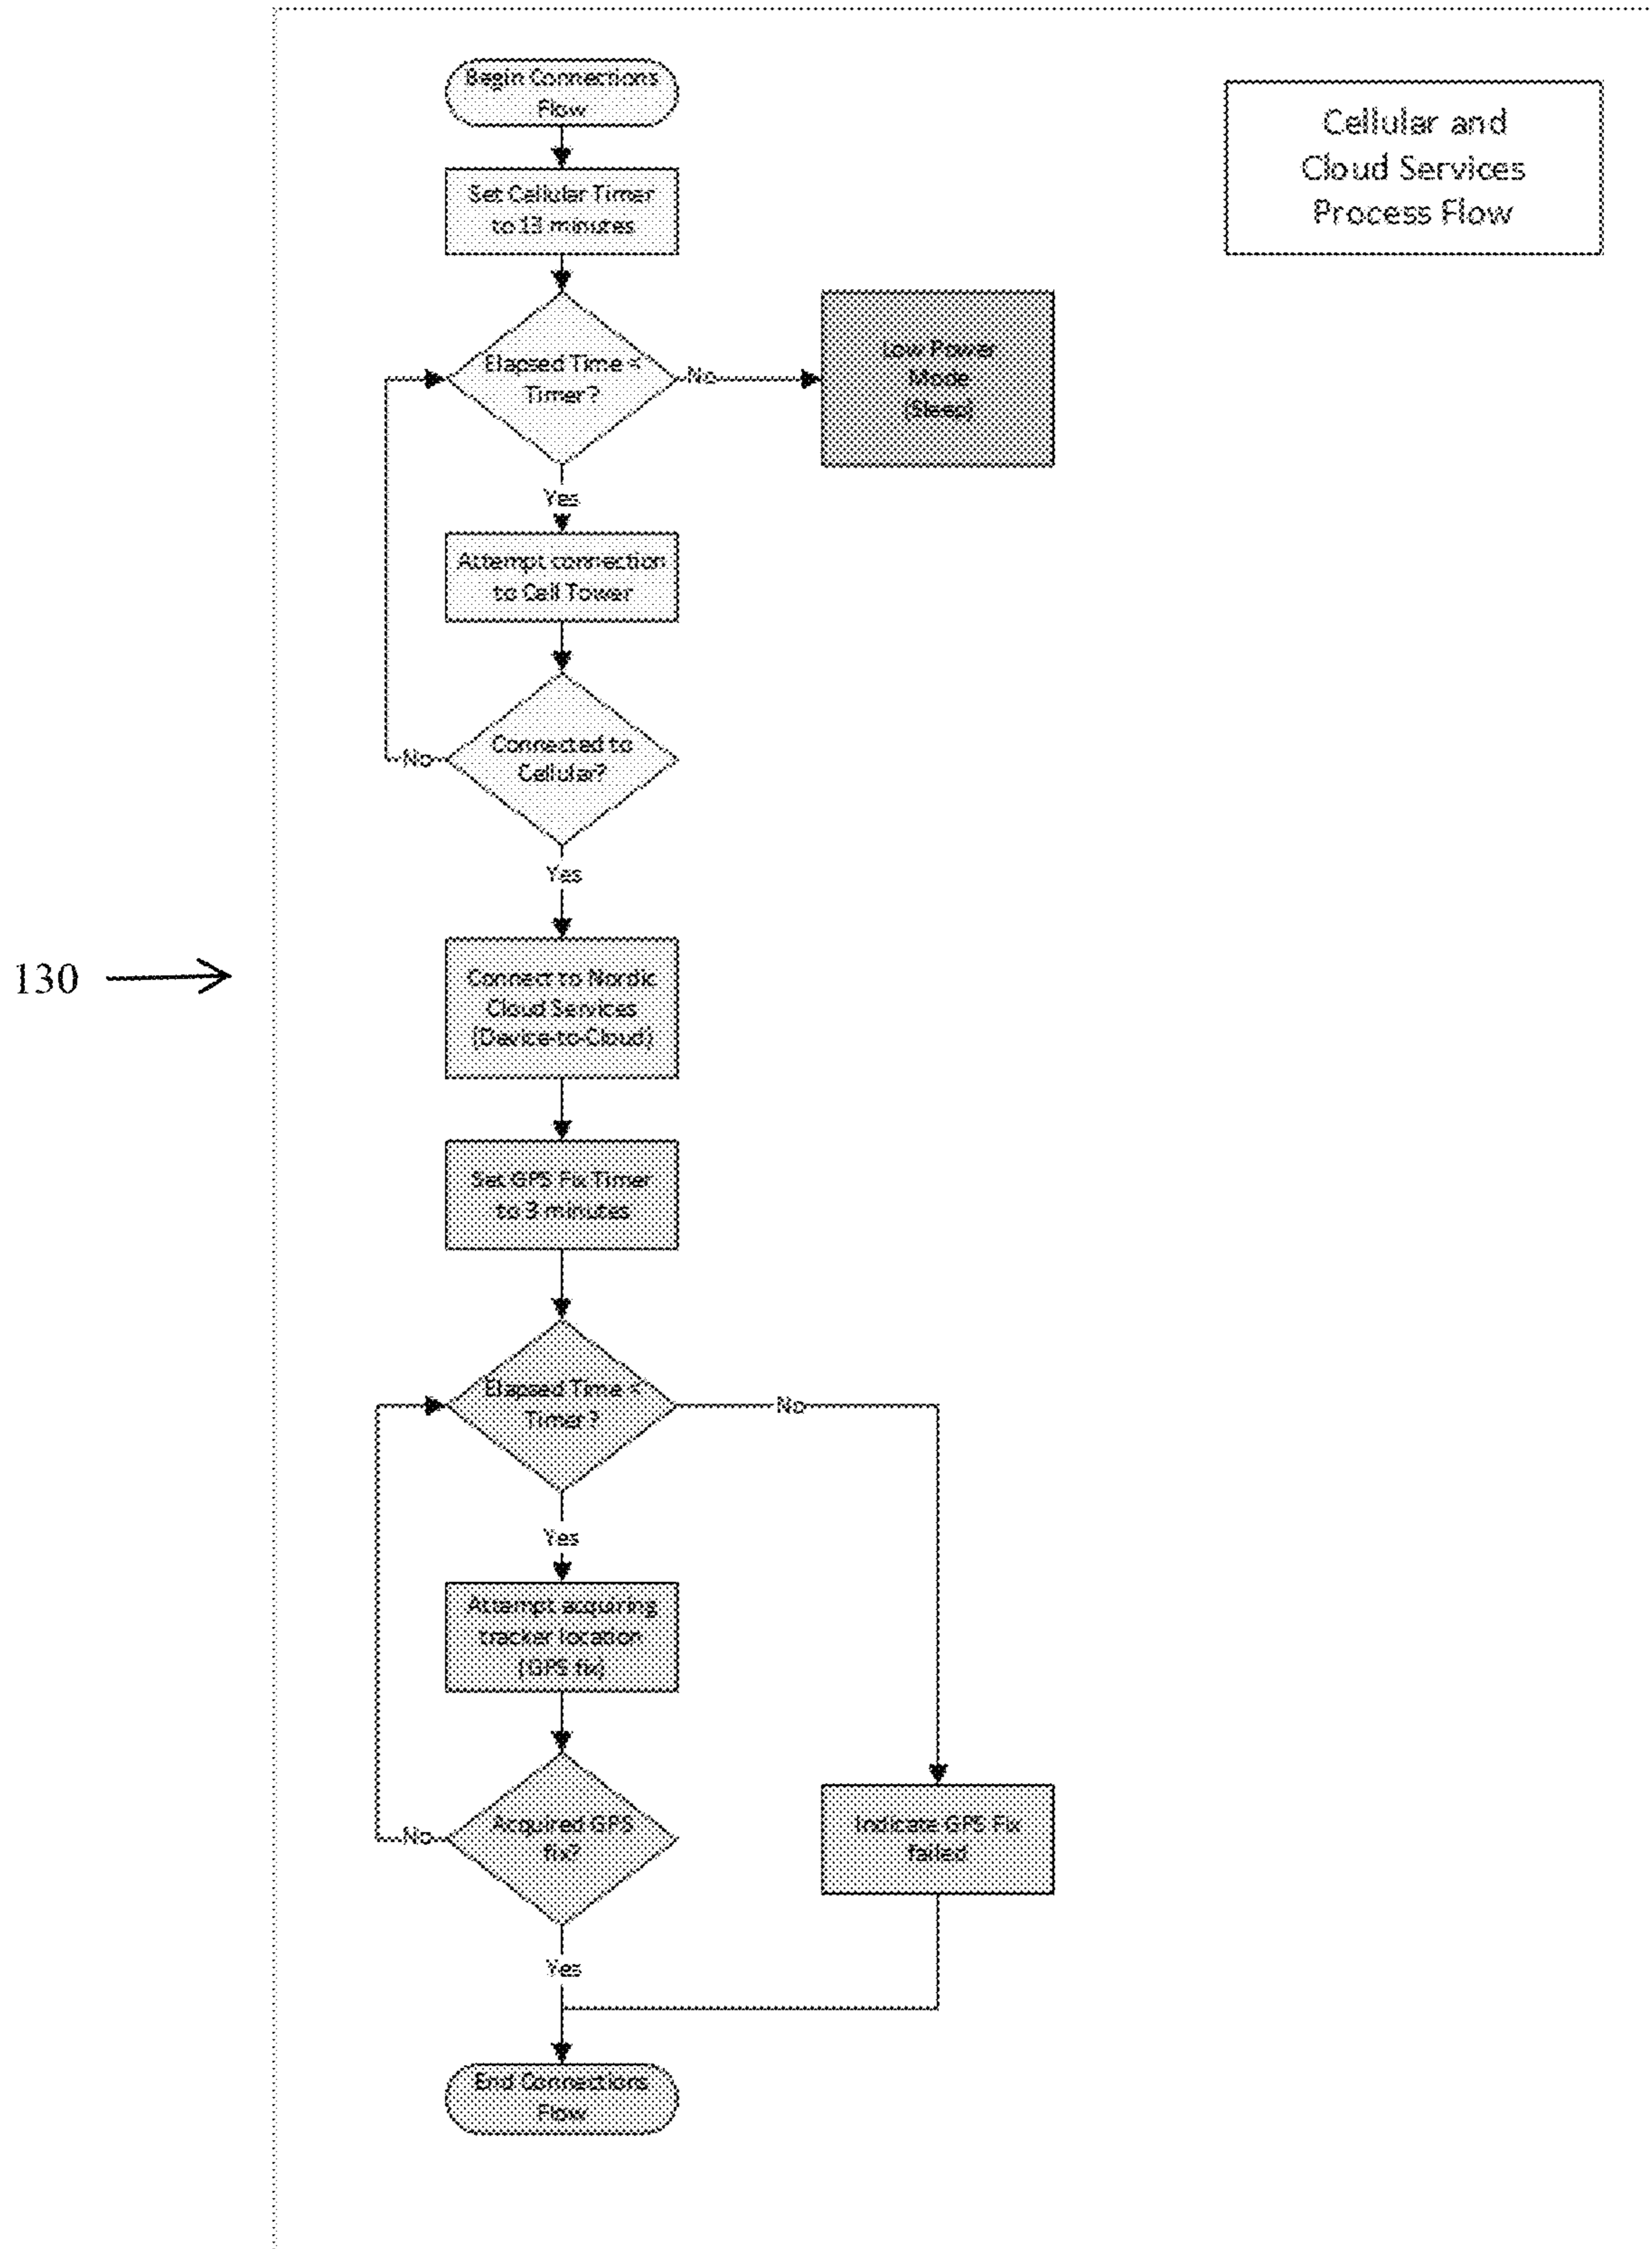 Begin Connections
Flow
Cellular and
Cloud Services
Process Flow
Set Cellular Timer
to 13 minutes
Elapsed Time <
Timer?
No
Low Power
Mode
(Sleep)
Yes
Attempt connection
to Cell Tower
Connected to
Cellular?
No
Yes
130
Connect to Nordic
Cloud Services
(Device-to-Cloud)
Set GPS Fix Timer
to 3 minutes
Elapsed Time <
Timer?
No
Yes
Attempt acquiring
tracker location
(GPS fix)
Acquired GPS
fix?
No
Indicate GPS Fix
failed
Yes
End Connections
Flow